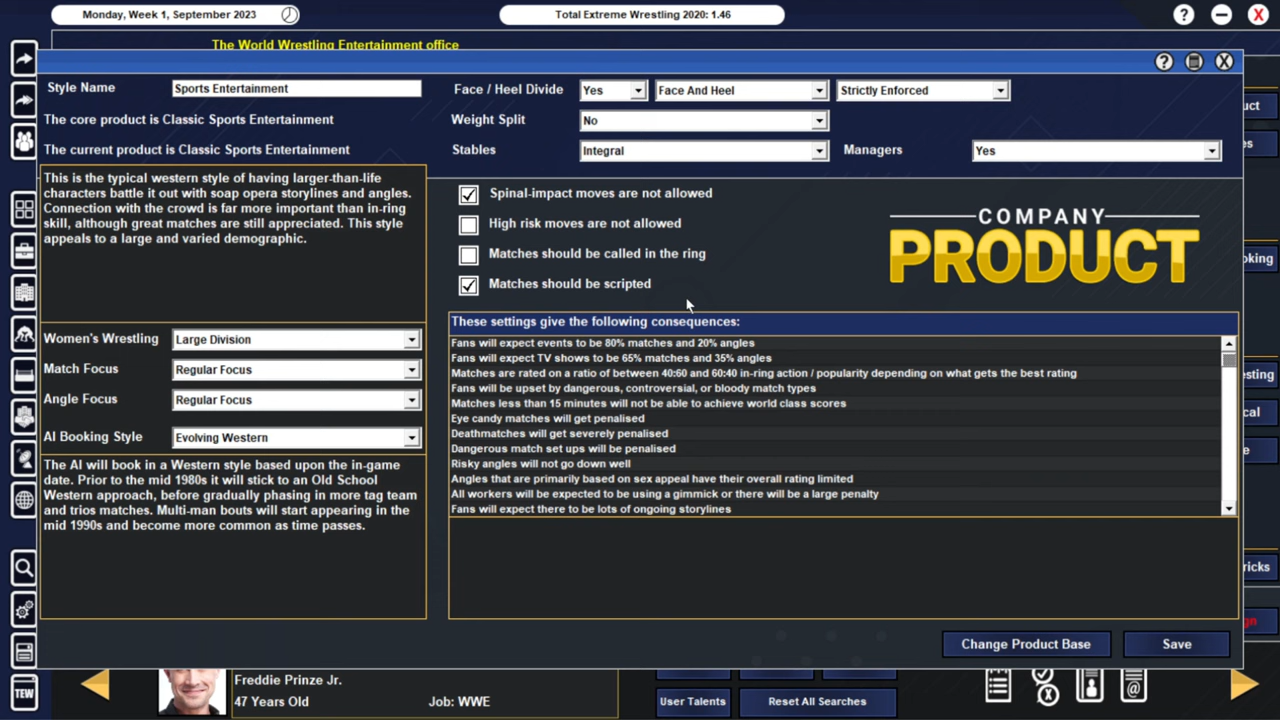 Monday, Week 1, September 2023
Total Extreme Wrestling 2020: 1.46
? X
The World Wrestling Entertainment office
? X
Style Name Sports Entertainment
Face / Heel Divide Yes Face And Heel Strictly Enforced
The core product is Classic Sports Entertainment
Weight Split No
The current product is Classic Sports Entertainment
Stables Integral Managers Yes
This is the typical western style of having larger-than-life
characters battle it out with soap opera storylines and angles.
Connection with the crowd is far more important than in-ring
skill, although great matches are still appreciated. This style
appeals to a large and varied demographic.
Spinal-impact moves are not allowed
High risk moves are not allowed
Matches should be called in the ring
Matches should be scripted
COMPANY
PRODUCT
Women's Wrestling Large Division
Match Focus Regular Focus
Angle Focus Regular Focus
AI Booking Style Evolving Western
The AI will book in a Western style based upon the in-game
date. Prior to the mid 1980s it will stick to an Old School
Western approach, before gradually phasing in more tag team
and trios matches. Multi-man bouts will start appearing in the
mid 1990s and become more common as time passes.
These settings give the following consequences:
Fans will expect events to be 80% matches and 20% angles
Fans will expect TV shows to be 65% matches and 35% angles
Matches are rated on a ratio of between 40:60 and 60:40 in-ring action / popularity depending on what gets the best rating
Fans will be upset by dangerous, controversial, or bloody match types
Matches less than 15 minutes will not be able to achieve world class scores
Eye candy matches will get penalised
Deathmatches will get severely penalised
Dangerous match set ups will be penalised
Risky angles will not go down well
Angles that are primarily based on sex appeal have their overall rating limited
All workers will be expected to be using a gimmick or there will be a large penalty
Fans will expect there to be lots of ongoing storylines
Change Product Base Save
TEW
Freddie Prinze Jr.
47 Years Old Job: WWE
User Talents Reset All Searches